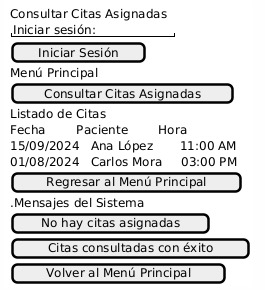 Consultar Citas Asignadas
Iniciar sesión:
Iniciar Sesión
Menú Principal
Consultar Citas Asignadas
Listado de Citas
Fecha Paciente Hora
15/09/2024 Ana López 11:00 AM
01/08/2024 Carlos Mora 03:00 PM
Regresar al Menú Principal
.Mensajes del Sistema
No hay citas asignadas
Citas consultadas con éxito
Volver al Menú Principal